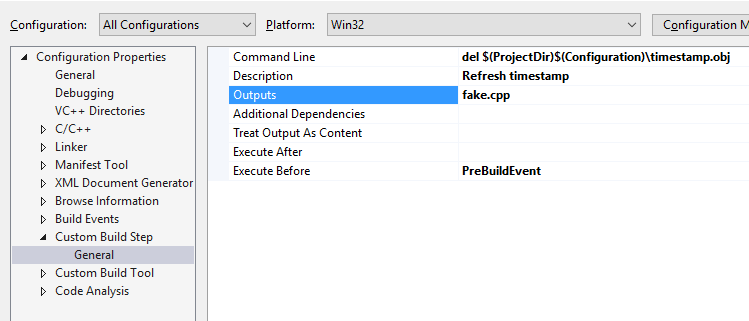 Configuration: All Configurations Platform: Win32 Configuration M
Configuration Properties
General
Debugging
VC++ Directories
C/C++
Linker
Manifest Tool
XML Document Generator
Browse Information
Build Events
Custom Build Step
General
Custom Build Tool
Code Analysis
Command Line del $(ProjectDir)$(Configuration)\timestamp.obj
Description Refresh timestamp
Outputs fake.cpp
Additional Dependencies
Treat Output As Content
Execute After
Execute Before PreBuildEvent